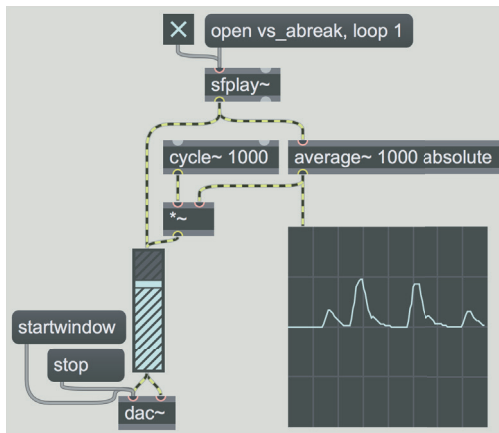 open vs_abreak, loop 1
sfplay~
cycle~ 1000
average~ 1000 absolute
*~
startwindow
stop
dac~